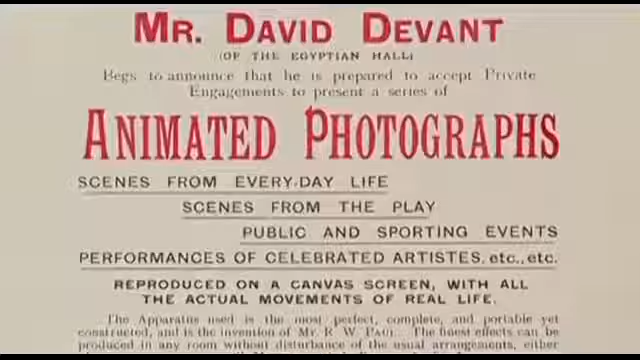 MR. DAVID DEVANT
(OF THE EGYPTIAN HALL)
Begs to announce that he is prepared to accept Private
Engagements to present a series of
ANIMATED PHOTOGRAPHS
SCENES FROM EVERY-DAY LIFE
SCENES FROM THE PLAY
PUBLIC AND SPORTING EVENTS
PERFORMANCES OF CELEBRATED ARTISTES, etc., etc.
REPRODUCED ON A CANVAS SCREEN, WITH ALL
THE ACTUAL MOVEMENTS OF REAL LIFE.
The Apparatus used is the most perfect, complete, and portable yet
constructed, and is the invention of Mr. R. W. PAUL. The finest effects can be
produced in any room without disturbance of the usual arrangements, either